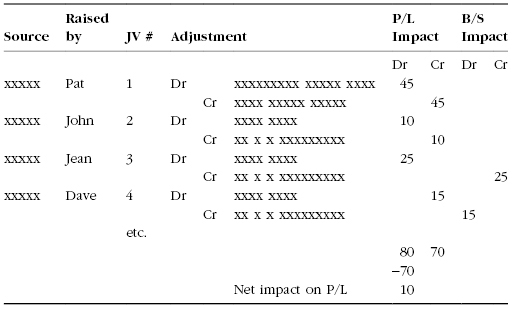 Raised P/L B/S
Source by JV # Adjustment Impact Impact
Dr Cr Dr Cr
xxxxx Pat 1 Dr xxxxxxxxx xxxxx xxxx 45
Cr xxxx xxxxx xxxxx 45
xxxxx John 2 Dr xxxx xxxx 10
Cr xx x x xxxxxxxxx 10
xxxxx Jean 3 Dr xxxx xxxx 25
Cr xx x x xxxxxxxxx 25
xxxxx Dave 4 Dr xxxx xxxx 15
Cr xx x x xxxxxxxxx 15
etc.
80 70
−70
Net impact on P/L 10